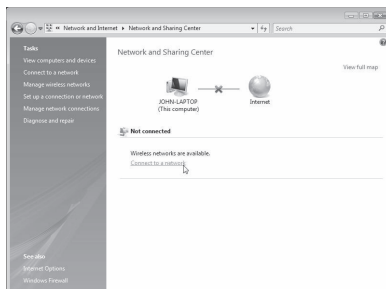 « Network and Internet ▸ Network and Sharing Center
Search
Tasks
View computers and devices
Connect to a network
Manage wireless networks
Set up a connection or network
Manage network connections
Diagnose and repair
See also
Internet Options
Windows Firewall
Network and Sharing Center
View full map
JOHN-LAPTOP
(This computer)
Internet
Not connected
Wireless networks are available.
Connect to a network